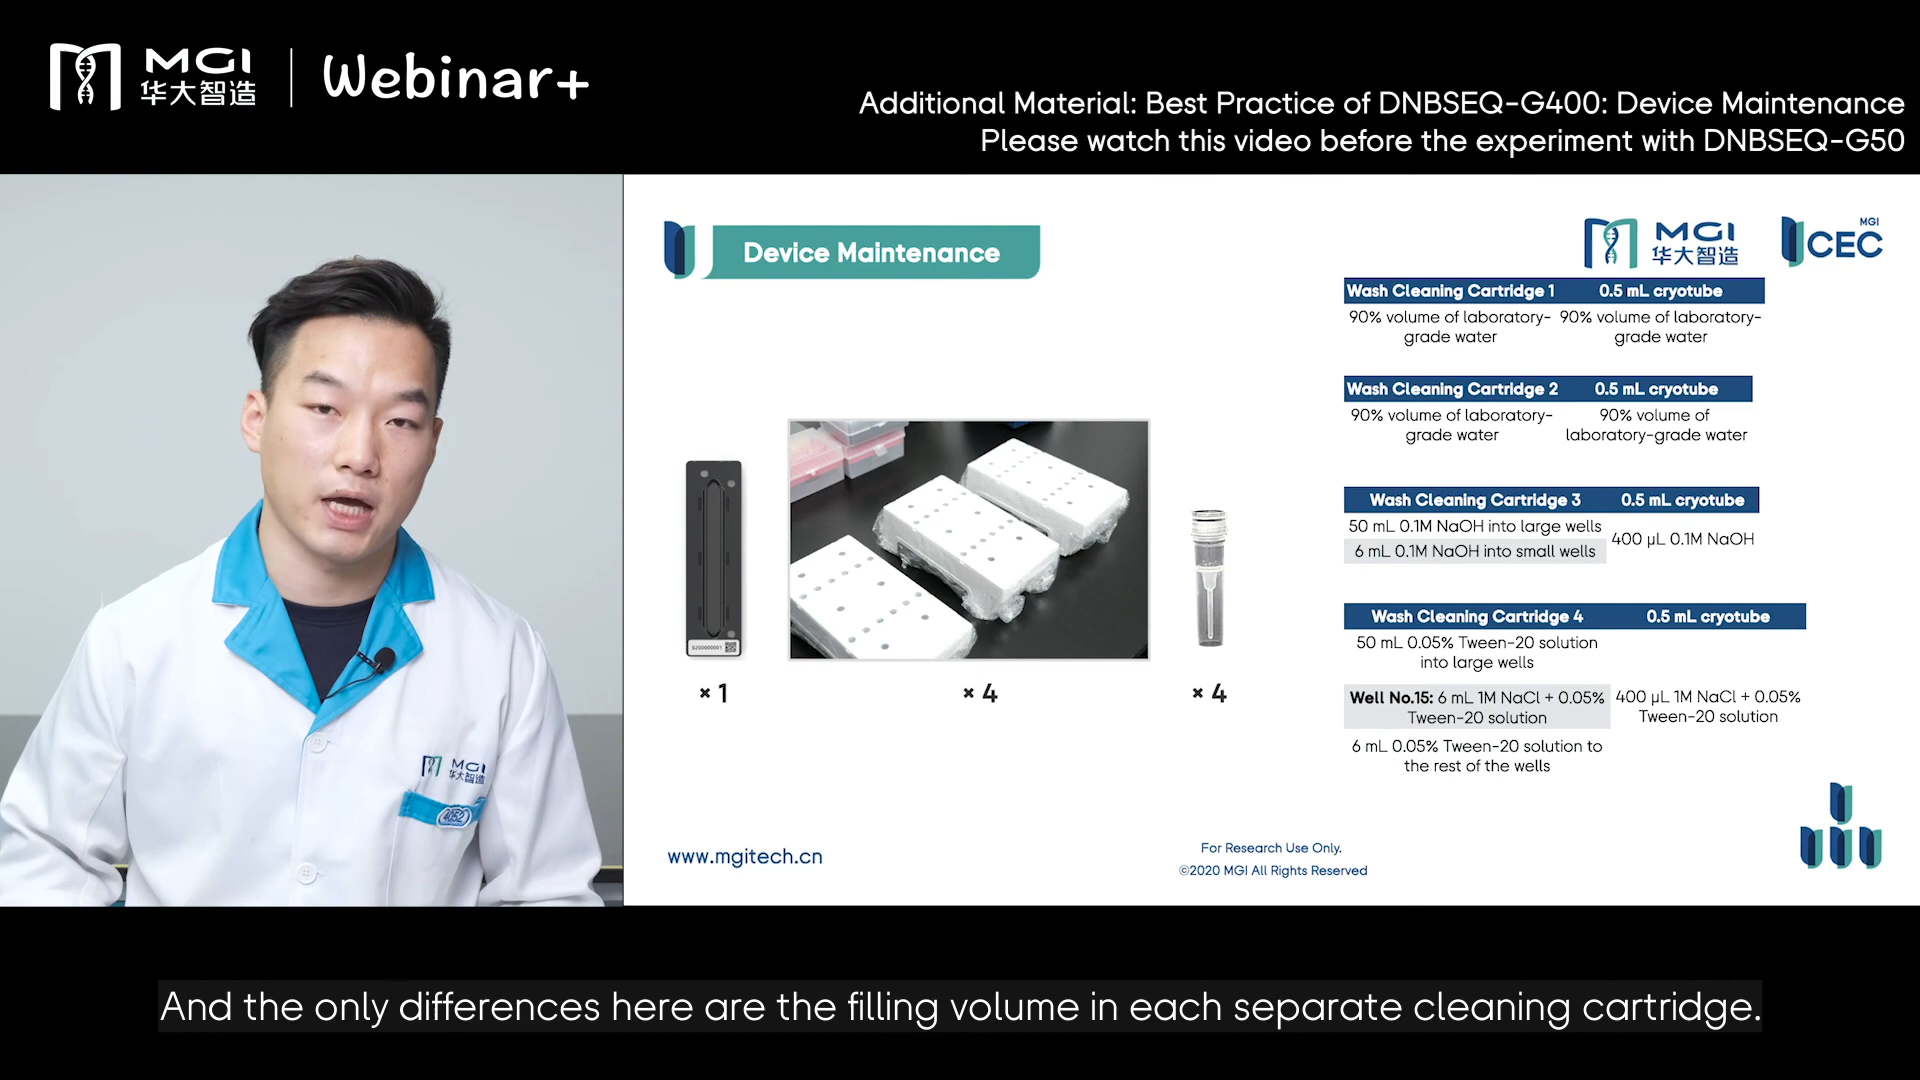 MGI
华大智造
Webinar+
Additional Material: Best Practice of DNBSEQ-G400: Device Maintenance
Please watch this video before the experiment with DNBSEQ-G50
Device Maintenance
MGI
华大智造
MGI
CEC
Wash Cleaning Cartridge 1 0.5 mL cryotube
90% volume of laboratory- 90% volume of laboratory-
grade water grade water
Wash Cleaning Cartridge 2 0.5 mL cryotube
90% volume of laboratory- 90% volume of
grade water laboratory-grade water
Wash Cleaning Cartridge 3 0.5 mL cryotube
50 mL 0.1M NaOH into large wells
400 µL 0.1M NaOH
6 mL 0.1M NaOH into small wells
Wash Cleaning Cartridge 4 0.5 mL cryotube
50 mL 0.05% Tween-20 solution
into large wells
Well No.15: 6 mL 1M NaCl + 0.05% 400 µL 1M NaCl + 0.05%
Tween-20 solution Tween-20 solution
6 mL 0.05% Tween-20 solution to
the rest of the wells
× 1
× 4
× 4
MGI
华大智造
4052
www.mgitech.cn
For Research Use Only.
©2020 MGI All Rights Reserved
And the only differences here are the filling volume in each separate cleaning cartridge.